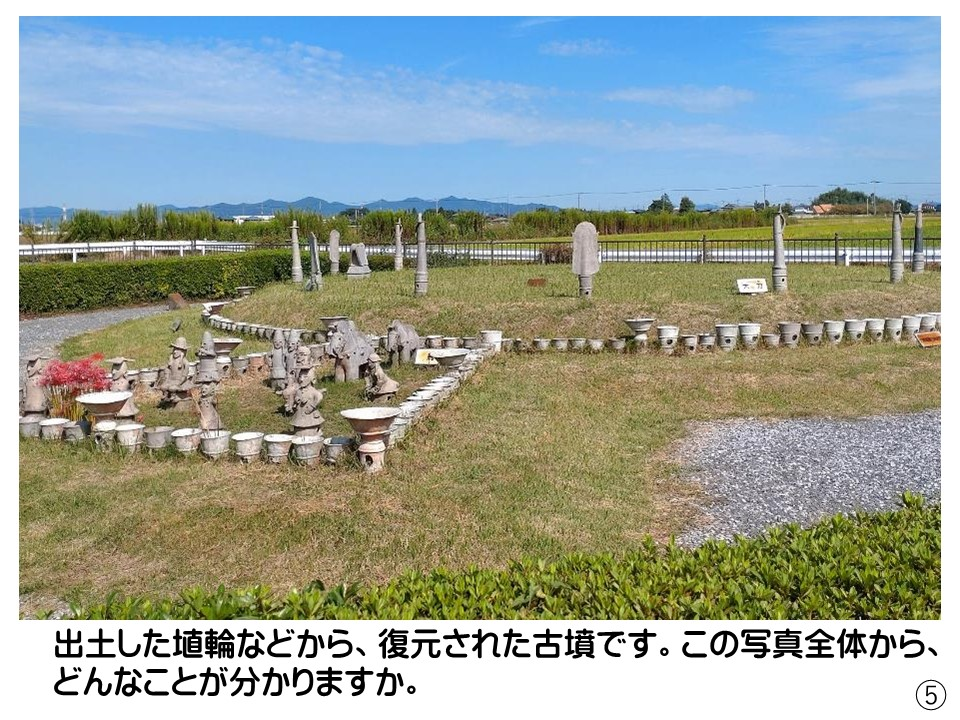 出土した埴輪などから、復元された古墳です。この写真全体から、
どんなことが分かりますか。
⑤